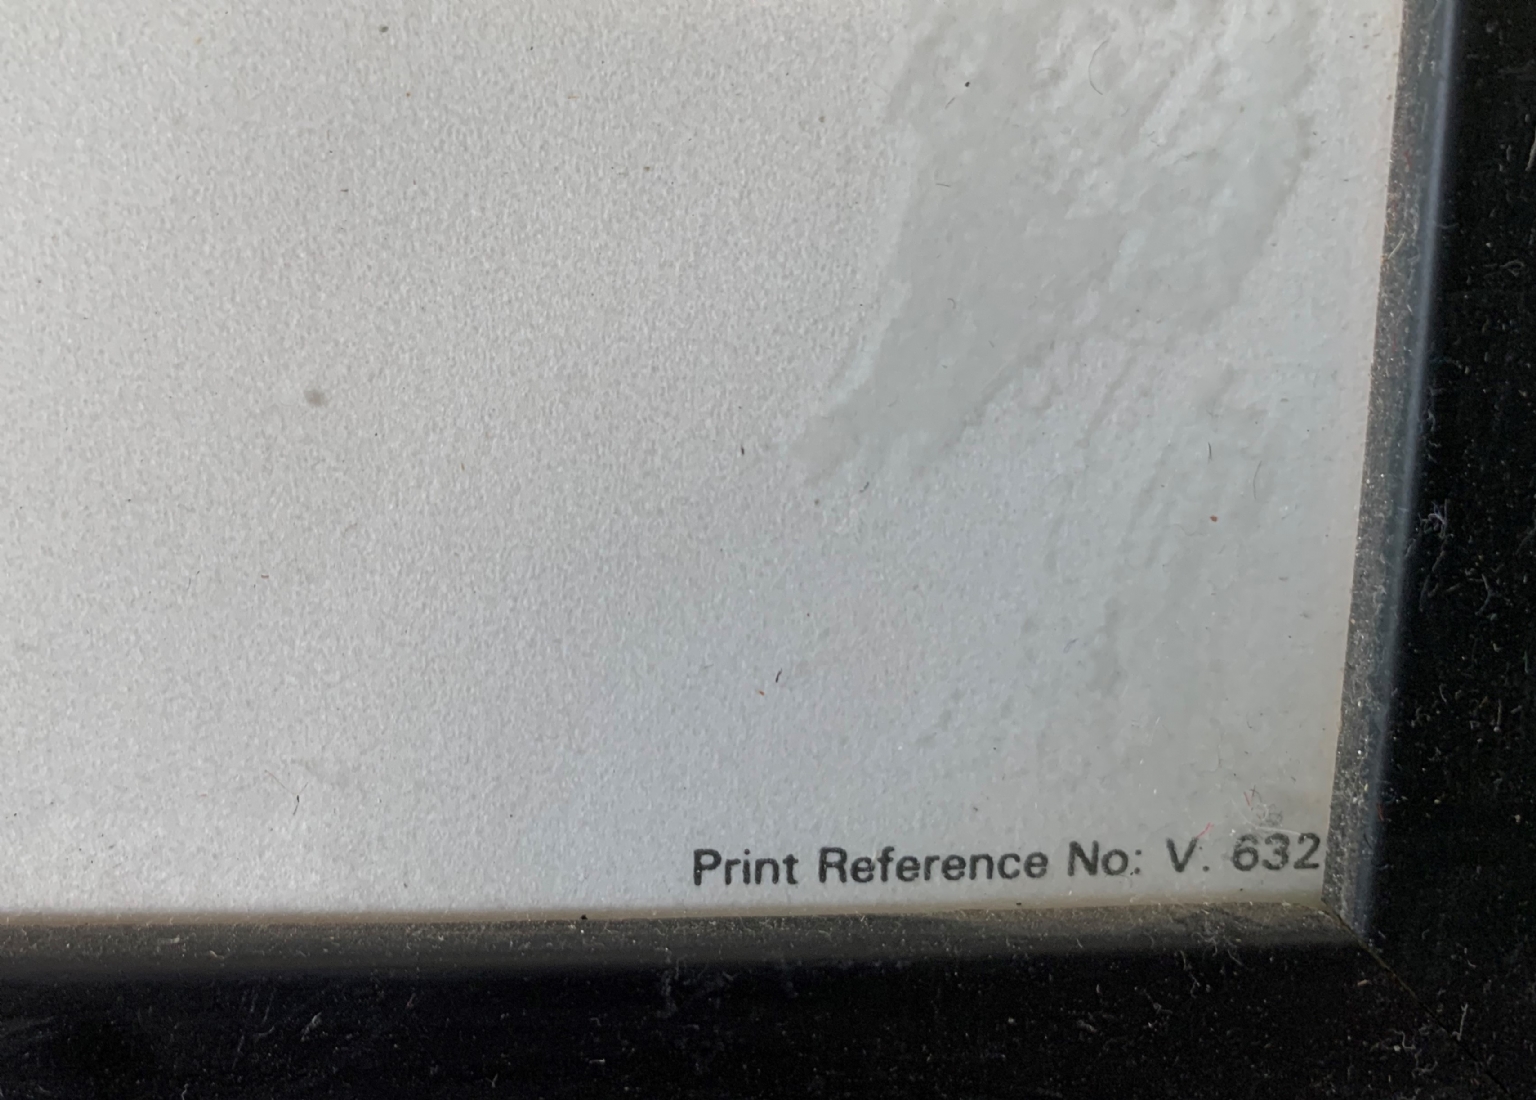 Print Reference No: V. 632